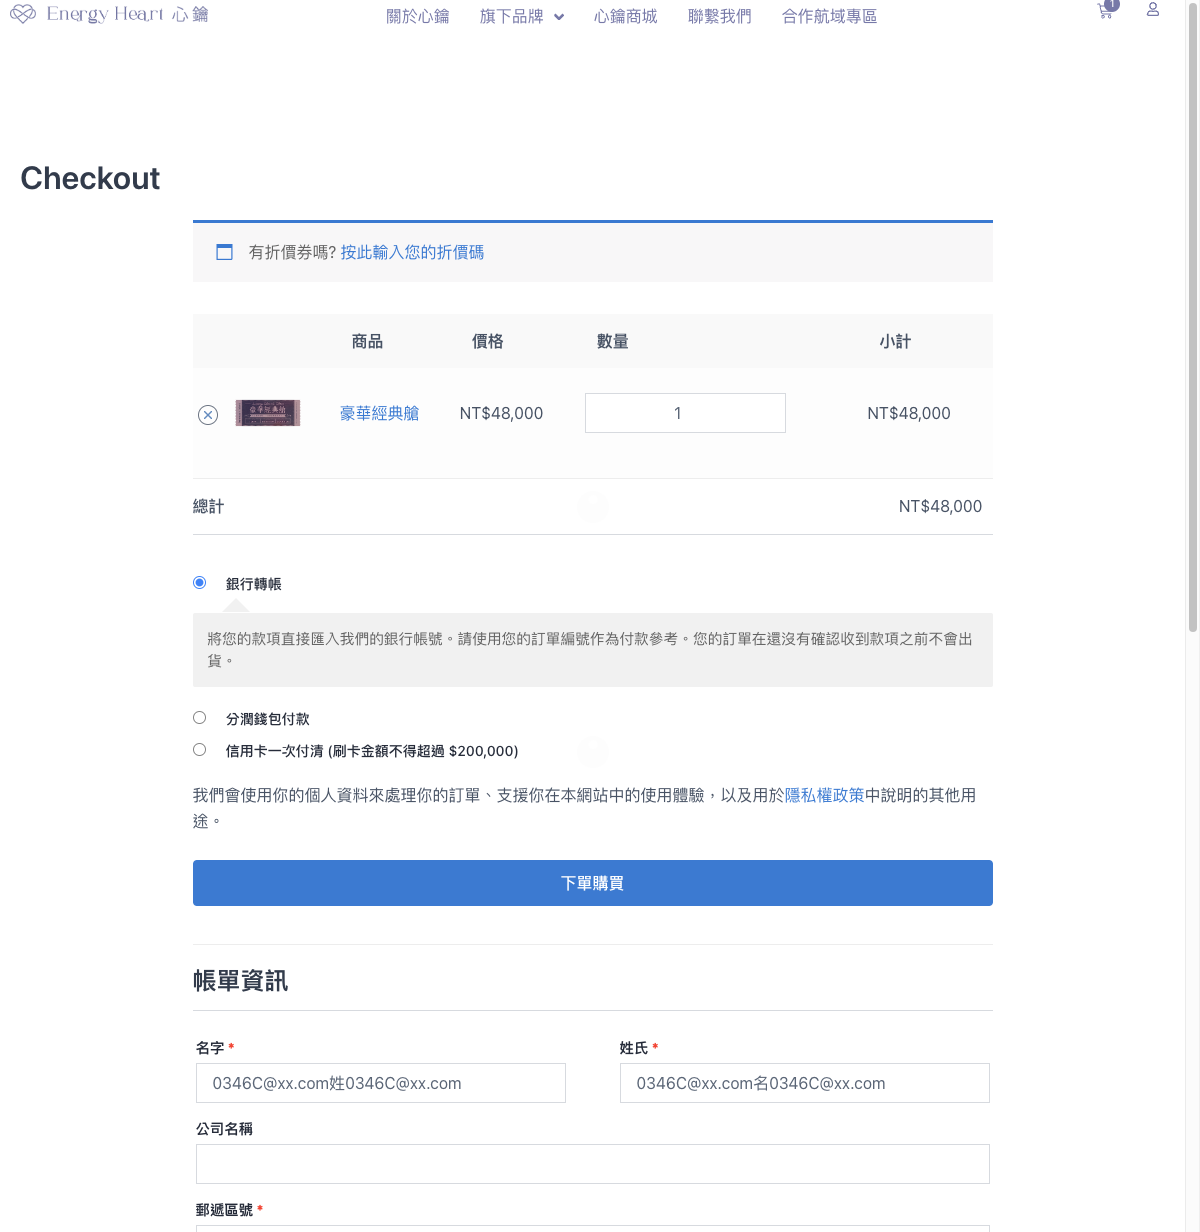 Energy Heart 心鑰
關於心鑰 旗下品牌 心鑰商城 聯繫我們 合作航域專區
1
Checkout
有折價券嗎? 按此輸入您的折價碼
商品 價格 數量 小計
豪華經典艙
豪華經典艙 NT$48,000 1 NT$48,000
總計 NT$48,000
銀行轉帳
將您的款項直接匯入我們的銀行帳號。請使用您的訂單編號作為付款參考。您的訂單在還沒有確認收到款項之前不會出
貨。
分潤錢包付款
信用卡一次付清 (刷卡金額不得超過 $200,000)
我們會使用你的個人資料來處理你的訂單、支援你在本網站中的使用體驗，以及用於隱私權政策中說明的其他用
途。
下單購買
帳單資訊
名字 * 姓氏 *
0346C@xx.com姓0346C@xx.com 0346C@xx.com名0346C@xx.com
公司名稱
郵遞區號 *